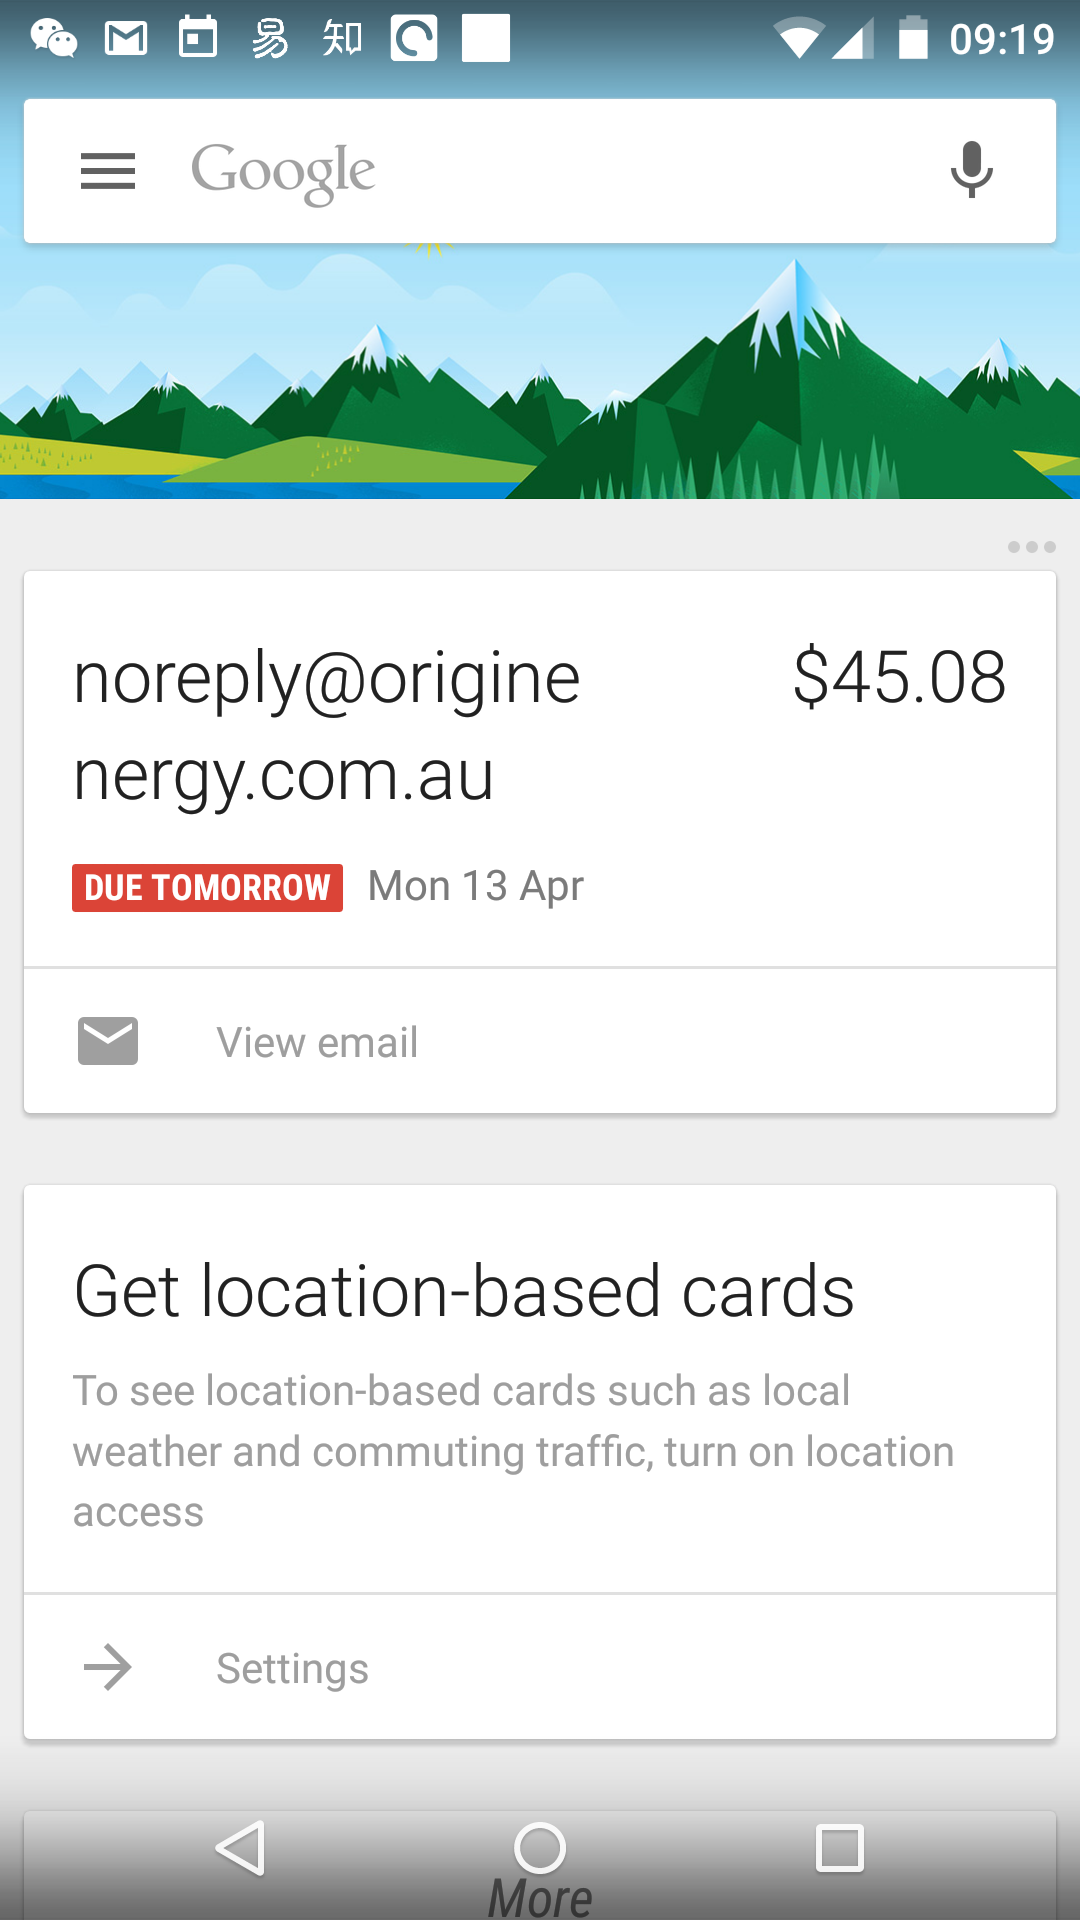 易 知 09:19
Google
noreply@origine
nergy.com.au
$45.08
DUE TOMORROW Mon 13 Apr
View email
Get location-based cards
To see location-based cards such as local
weather and commuting traffic, turn on location
access
Settings
More